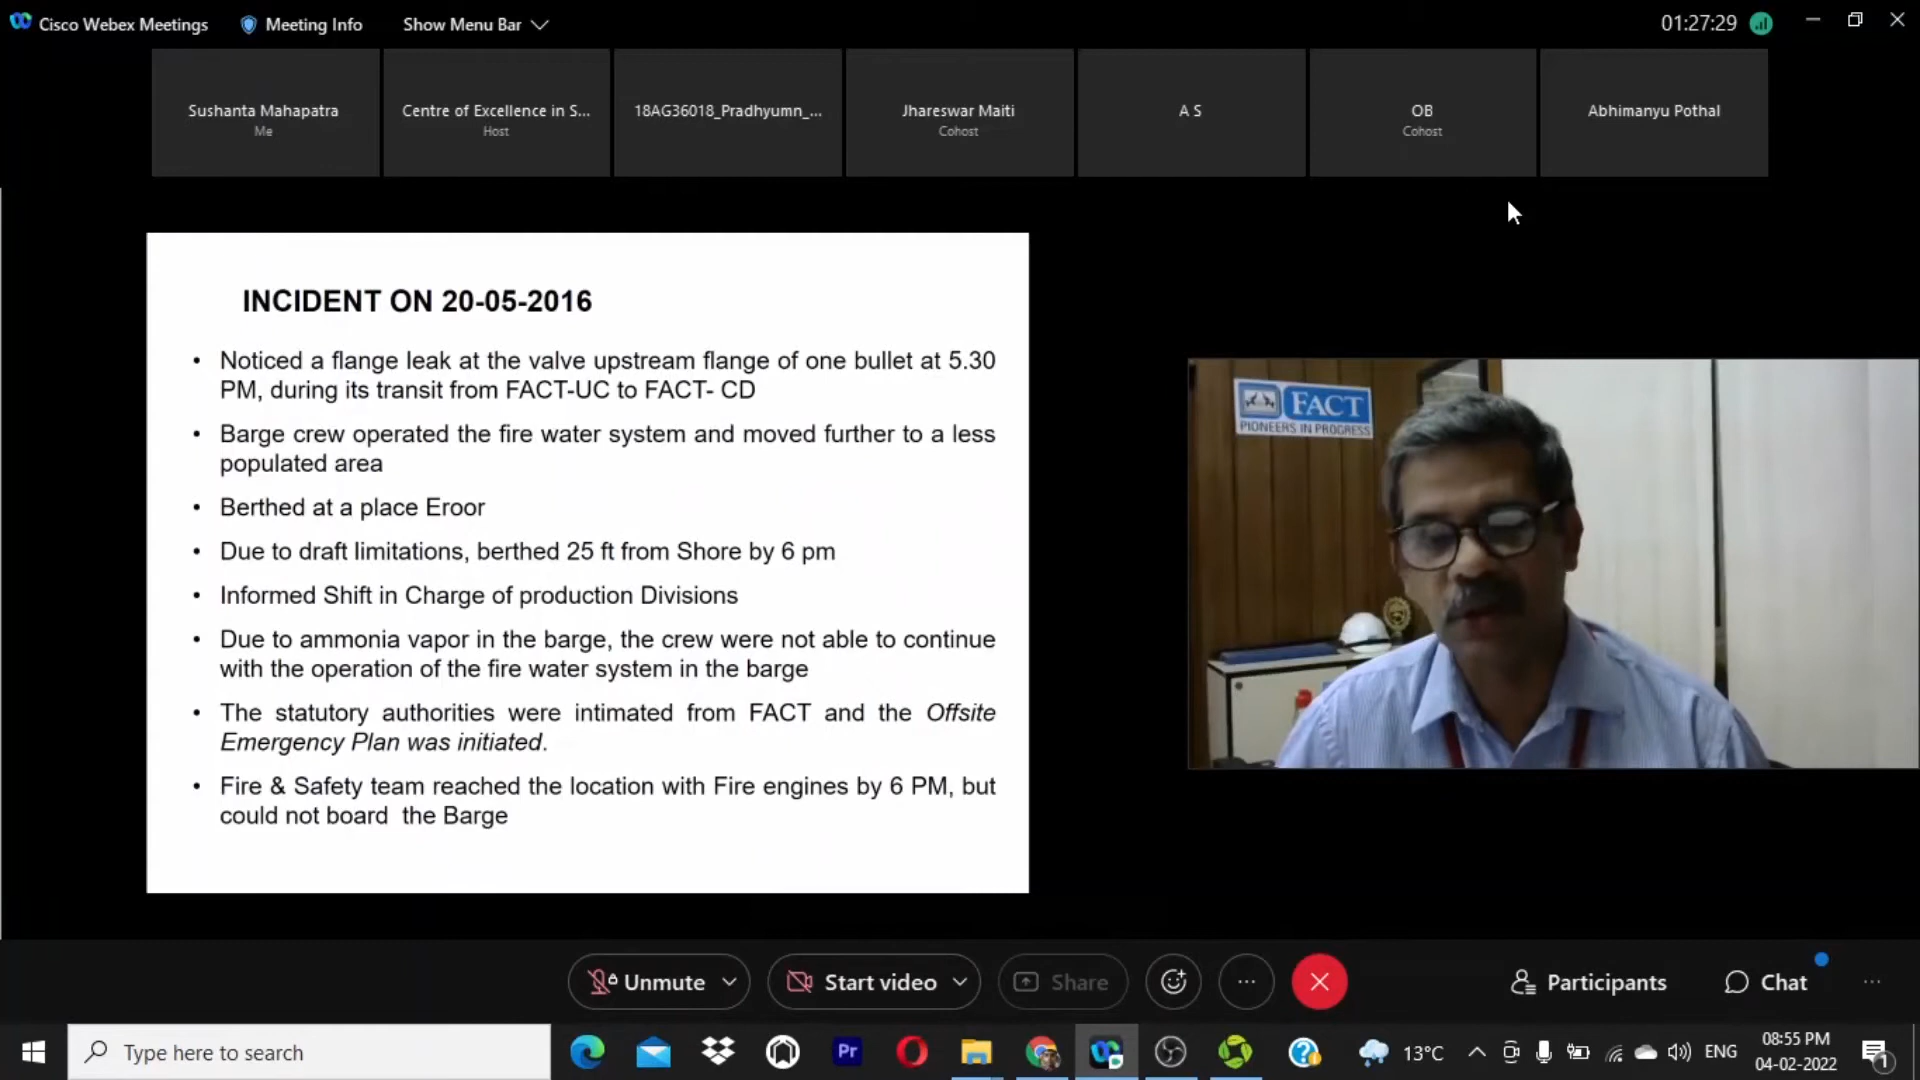 Cisco Webex Meetings
Meeting Info
Show Menu Bar
01:27:29
Sushanta Mahapatra
Me
Centre of Excellence in S...
Host
18AG36018_Pradhyumn_...
Jhareswar Maiti
Cohost
A S
OB
Cohost
Abhimanyu Pothal
INCIDENT ON 20-05-2016
• Noticed a flange leak at the valve upstream flange of one bullet at 5.30
PM, during its transit from FACT-UC to FACT- CD
• Barge crew operated the fire water system and moved further to a less
populated area
• Berthed at a place Eroor
• Due to draft limitations, berthed 25 ft from Shore by 6 pm
• Informed Shift in Charge of production Divisions
• Due to ammonia vapor in the barge, the crew were not able to continue
with the operation of the fire water system in the barge
• The statutory authorities were intimated from FACT and the Offsite
Emergency Plan was initiated.
• Fire & Safety team reached the location with Fire engines by 6 PM, but
could not board the Barge
FACT
PIONEERS IN PROGRESS
Unmute
Start video
Share
Participants
Chat
Type here to search
Pr
13°C
ENG
08:55 PM
04-02-2022
1